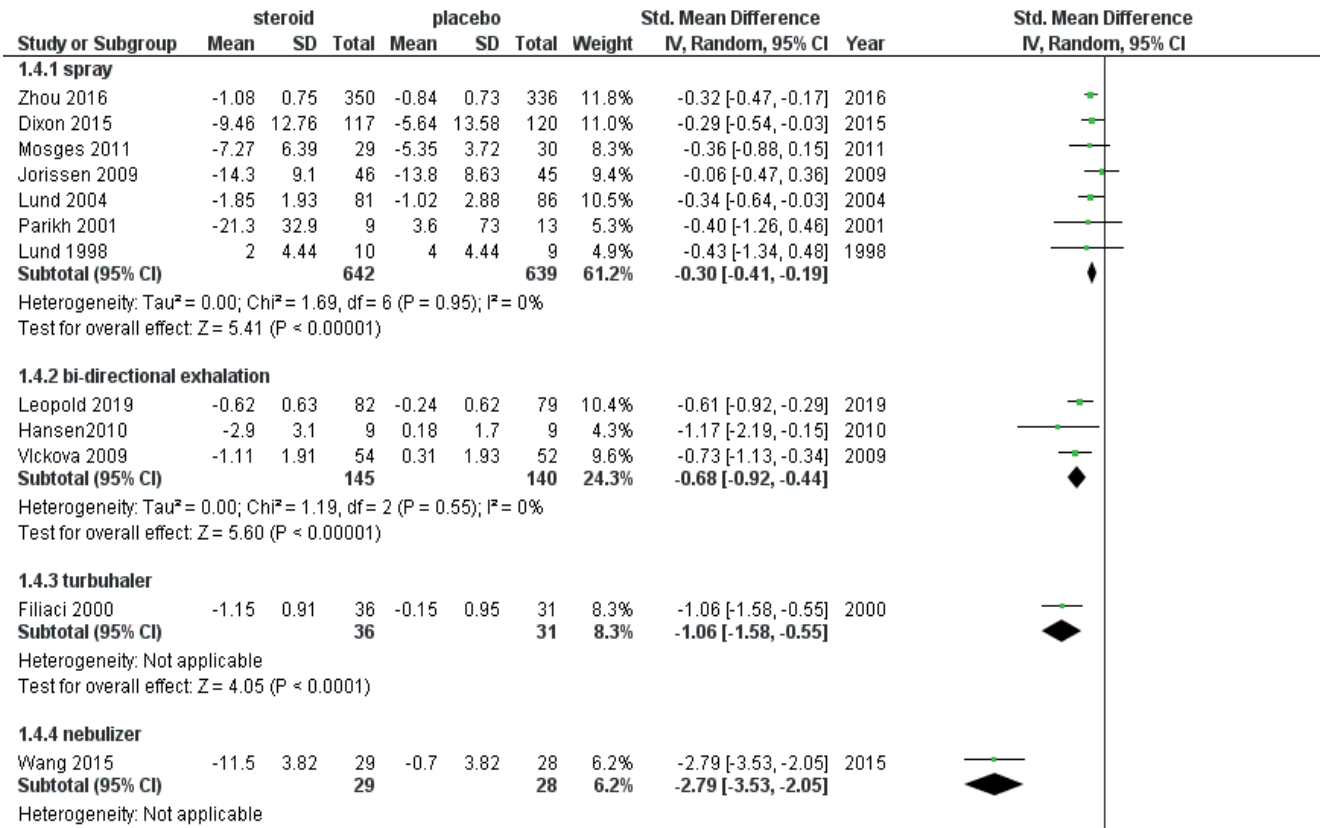 steroid placebo Std. Mean Difference Std. Mean Difference
Study or Subgroup Mean SD Total Mean SD Total Weight IV, Random, 95% CI Year IV, Random, 95% CI
1.4.1 spray
Zhou 2016 -1.08 0.75 350 -0.84 0.73 336 11.8% -0.32 [-0.47, -0.17] 2016
Dixon 2015 -9.46 12.76 117 -5.64 13.58 120 11.0% -0.29 [-0.54, -0.03] 2015
Mosges 2011 -7.27 6.39 29 -5.35 3.72 30 8.3% -0.36 [-0.88, 0.15] 2011
Jorissen 2009 -14.3 9.1 46 -13.8 8.63 45 9.4% -0.06 [-0.47, 0.36] 2009
Lund 2004 -1.85 1.93 81 -1.02 2.88 86 10.5% -0.34 [-0.64, -0.03] 2004
Parikh 2001 -21.3 32.9 9 3.6 73 13 5.3% -0.40 [-1.26, 0.46] 2001
Lund 1998 2 4.44 10 4 4.44 9 4.9% -0.43 [-1.34, 0.48] 1998
Subtotal (95% CI) 642 639 61.2% -0.30 [-0.41, -0.19]
Heterogeneity: Tau² = 0.00; Chi² = 1.69, df = 6 (P = 0.95); I² = 0%
Test for overall effect: Z = 5.41 (P < 0.00001)
1.4.2 bi-directional exhalation
Leopold 2019 -0.62 0.63 82 -0.24 0.62 79 10.4% -0.61 [-0.92, -0.29] 2019
Hansen2010 -2.9 3.1 9 0.18 1.7 9 4.3% -1.17 [-2.19, -0.15] 2010
Vlckova 2009 -1.11 1.91 54 0.31 1.93 52 9.6% -0.73 [-1.13, -0.34] 2009
Subtotal (95% CI) 145 140 24.3% -0.68 [-0.92, -0.44]
Heterogeneity: Tau² = 0.00; Chi² = 1.19, df = 2 (P = 0.55); I² = 0%
Test for overall effect: Z = 5.60 (P < 0.00001)
1.4.3 turbuhaler
Filiaci 2000 -1.15 0.91 36 -0.15 0.95 31 8.3% -1.06 [-1.58, -0.55] 2000
Subtotal (95% CI) 36 31 8.3% -1.06 [-1.58, -0.55]
Heterogeneity: Not applicable
Test for overall effect: Z = 4.05 (P < 0.0001)
1.4.4 nebulizer
Wang 2015 -11.5 3.82 29 -0.7 3.82 28 6.2% -2.79 [-3.53, -2.05] 2015
Subtotal (95% CI) 29 28 6.2% -2.79 [-3.53, -2.05]
Heterogeneity: Not applicable